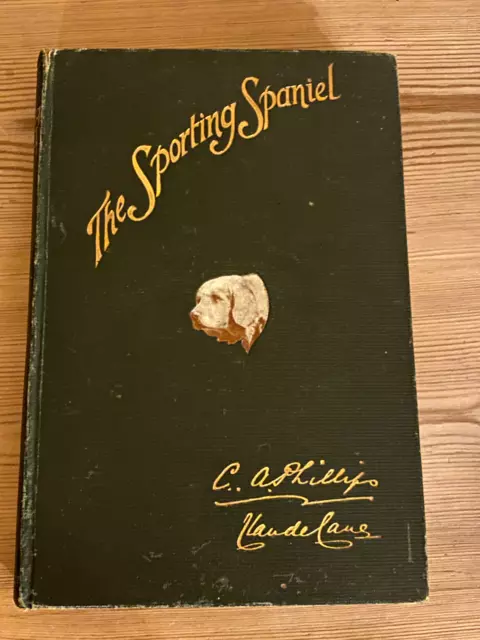 The Sporting Spaniel
C. A. Phillips
Claude Cane